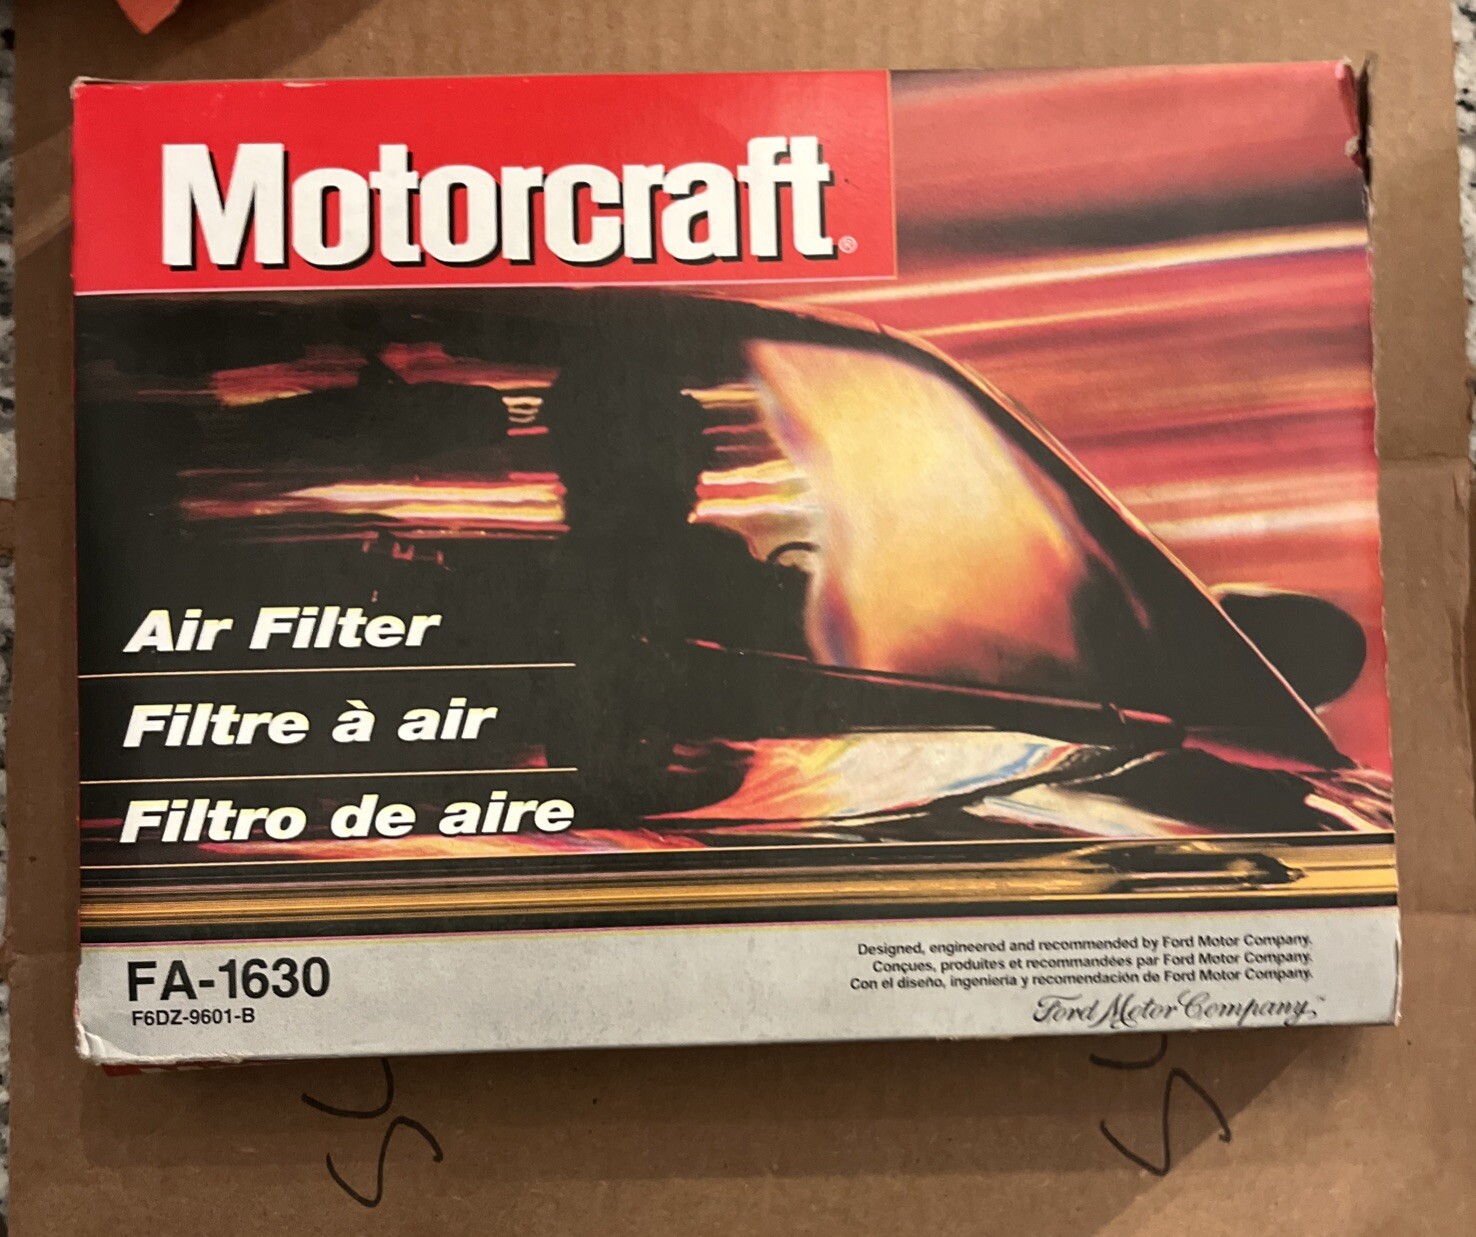 Motorcraft®
Air Filter
Filtre à air
Filtro de aire
FA-1630
F6DZ-9601-B
Designed, engineered and recommended by Ford Motor Company.
Conçues, produites et recommandées par Ford Motor Company.
Con el diseño, ingeniería y recomendación de Ford Motor Company.
Ford Motor Company™